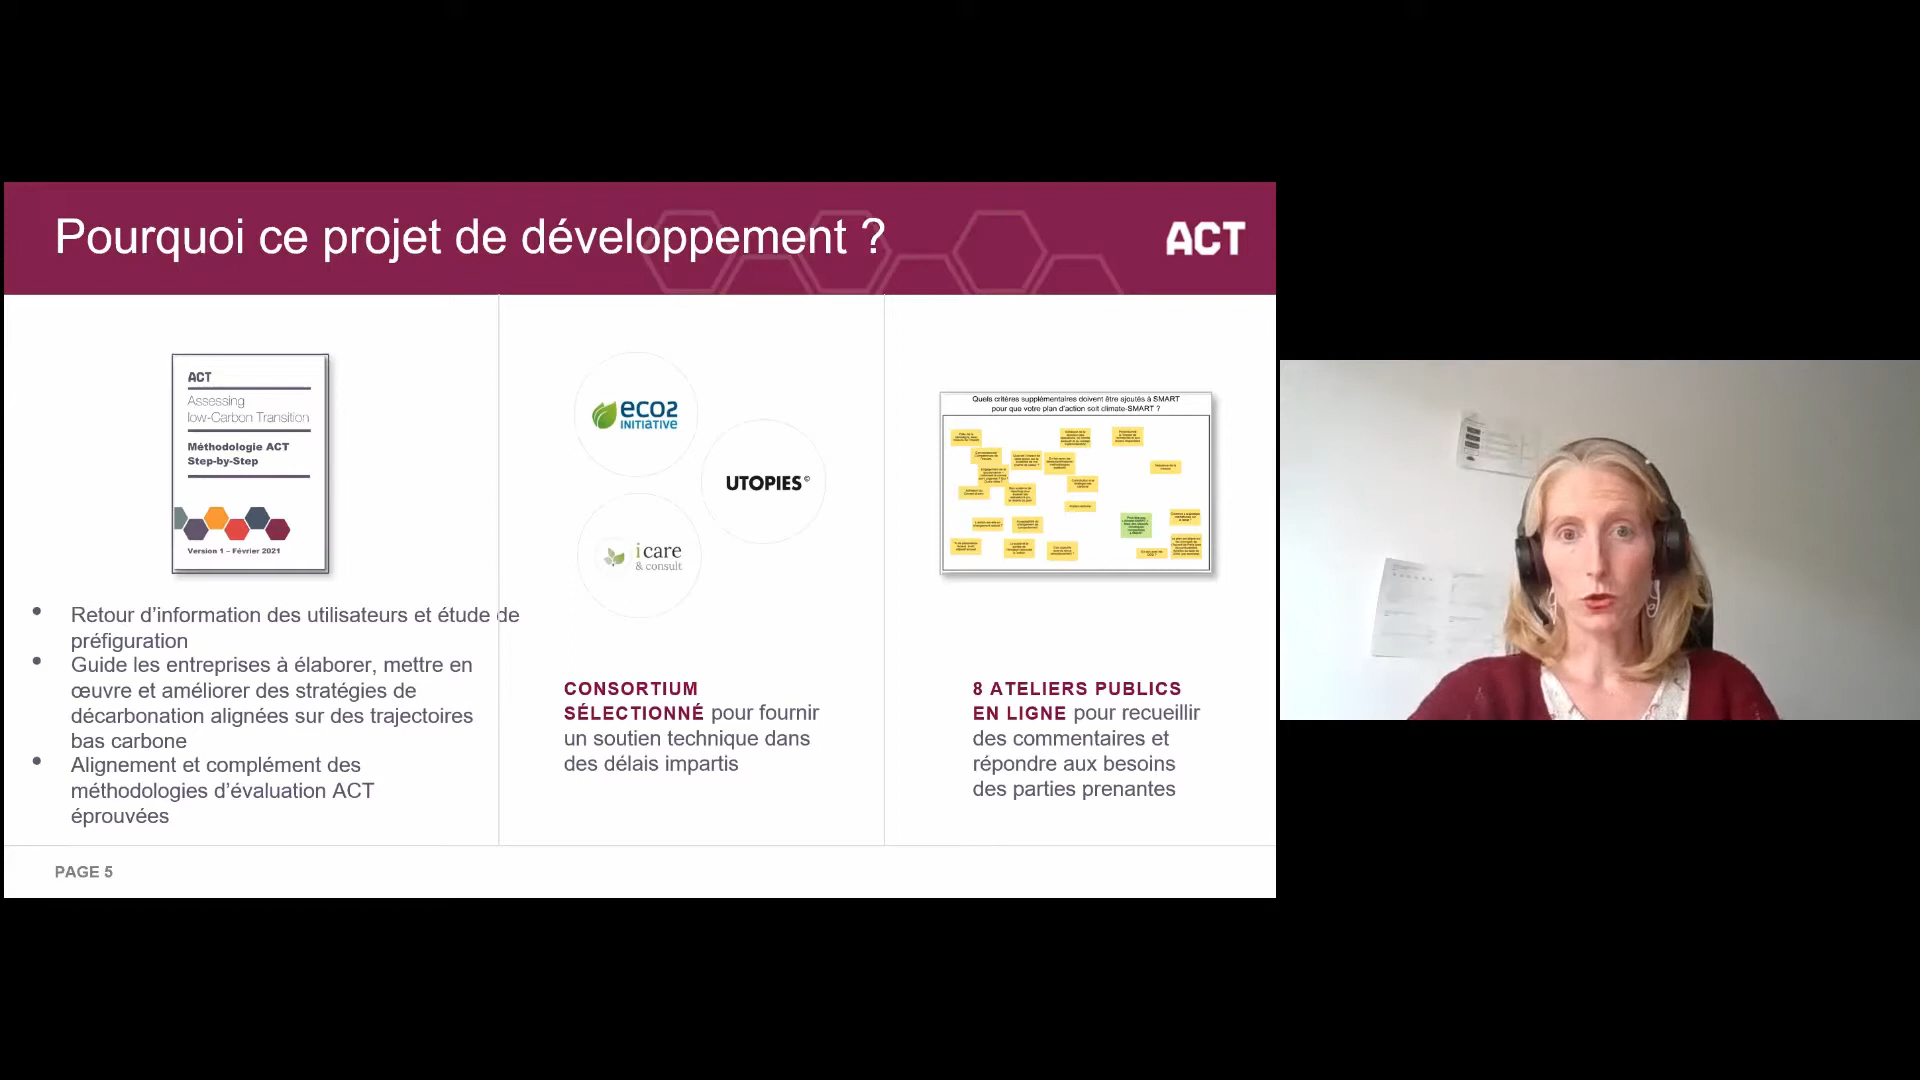 Pourquoi ce projet de développement ?
ACT
ACT
Assessing
low-Carbon Transition
Méthodologie ACT
Step-by-Step
Version 1 – Février 2021
Retour d’information des utilisateurs et étude de
préfiguration
Guide les entreprises à élaborer, mettre en
œuvre et améliorer des stratégies de
décarbonation alignées sur des trajectoires
bas carbone
Alignement et complément des
méthodologies d’évaluation ACT
éprouvées
eco2
INITIATIVE
UTOPIES©
i care
& consult
CONSORTIUM
SÉLECTIONNÉ pour fournir
un soutien technique dans
des délais impartis
Quels critères supplémentaires doivent être ajoutés à SMART
pour que votre plan d'action soit climate-SMART ?
8 ATELIERS PUBLICS
EN LIGNE pour recueillir
des commentaires et
répondre aux besoins
des parties prenantes
PAGE 5